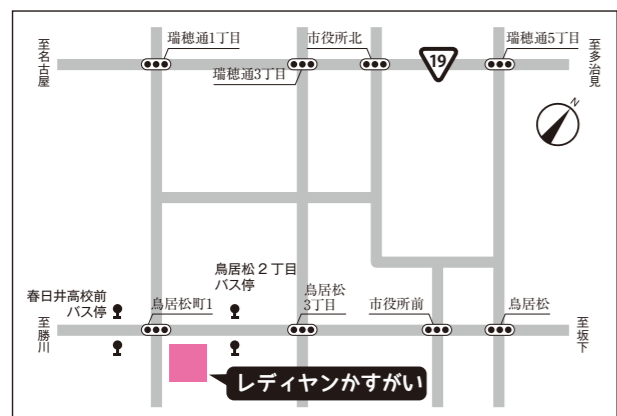 瑞穂通1丁目
市役所北
瑞穂通5丁目
至名古屋
瑞穂通3丁目
19
至多治見
N
鳥居松2丁目
バス停
春日井高校前
バス停
鳥居松町1
鳥居松
3丁目
市役所前
鳥居松
至勝川
至坂下
レディヤンかすがい